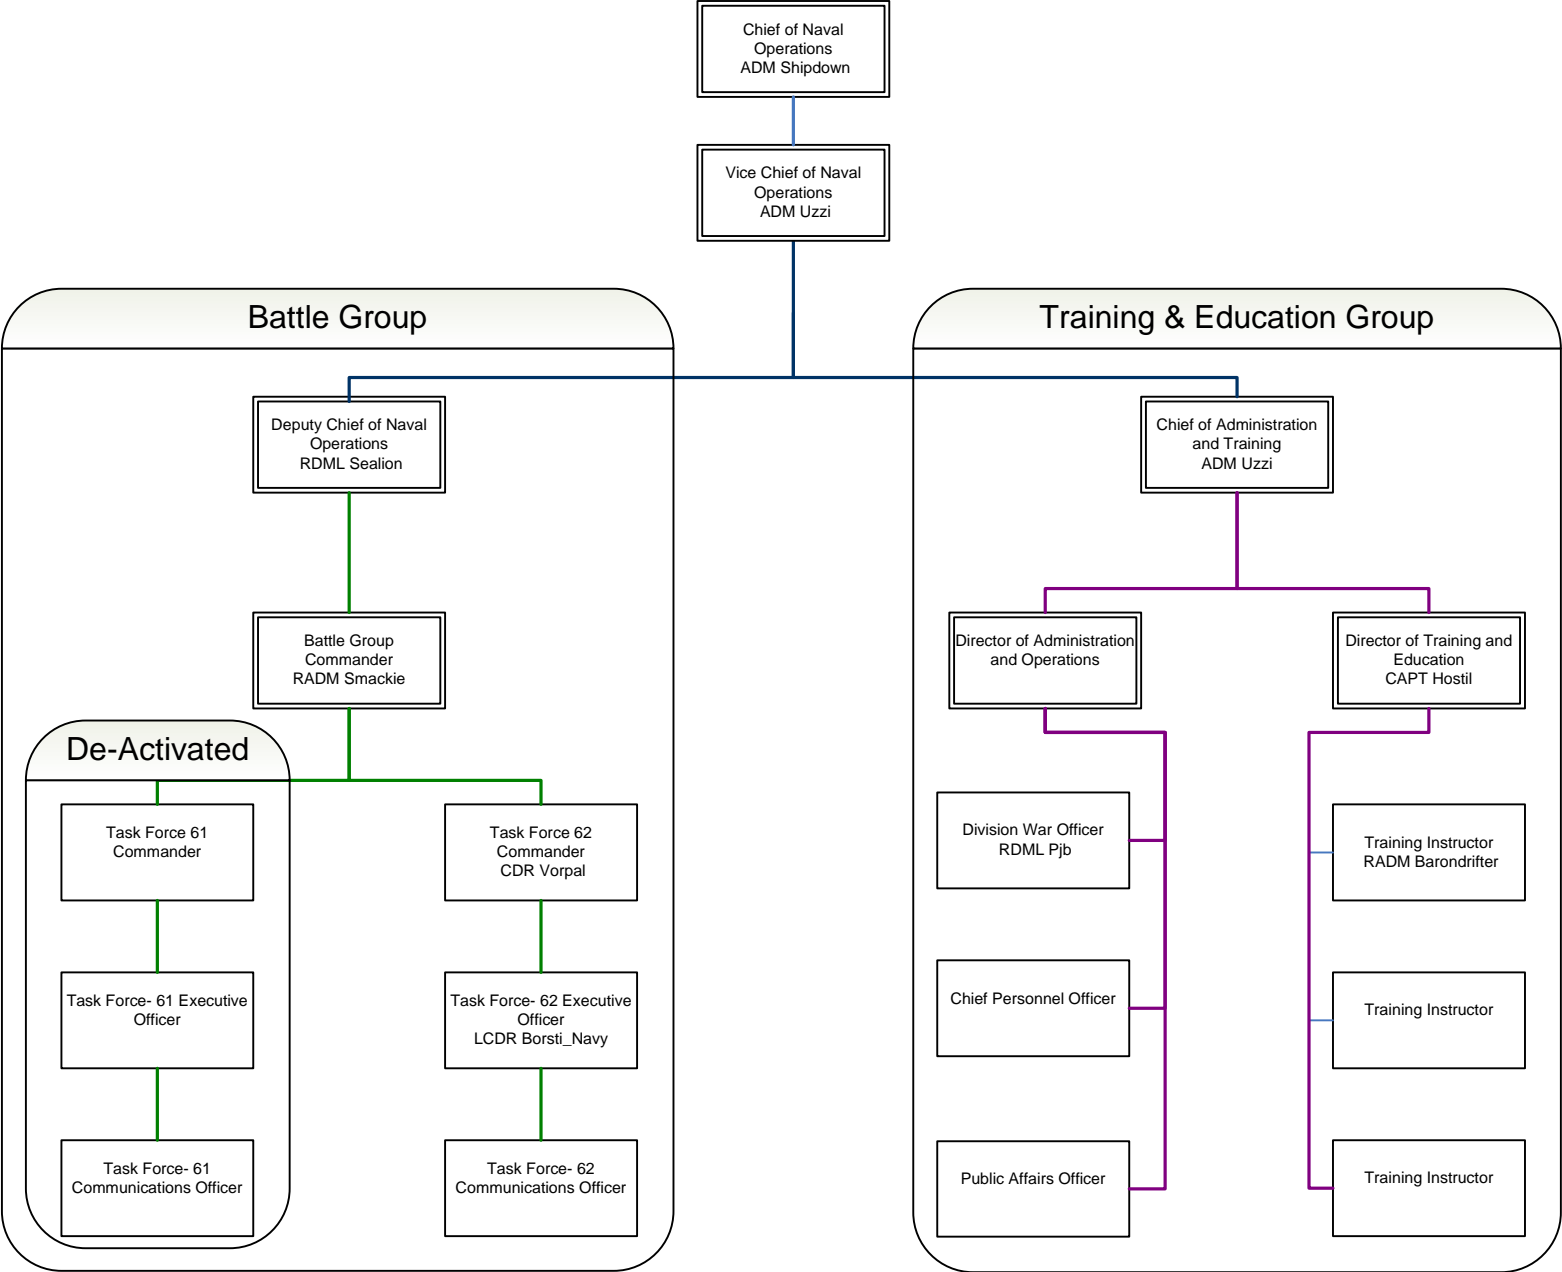 Chief of Naval
Operations
ADM Shipdown
Vice Chief of Naval
Operations
ADM Uzzi
Battle Group
Deputy Chief of Naval
Operations
RDML Sealion
Battle Group
Commander
RADM Smackie
De-Activated
Task Force 61
Commander
Task Force- 61 Executive
Officer
Task Force- 61
Communications Officer
Task Force 62
Commander
CDR Vorpal
Task Force- 62 Executive
Officer
LCDR Borsti_Navy
Task Force- 62
Communications Officer
Training & Education Group
Chief of Administration
and Training
ADM Uzzi
Director of Administration
and Operations
Division War Officer
RDML Pjb
Chief Personnel Officer
Public Affairs Officer
Director of Training and
Education
CAPT Hostil
Training Instructor
RADM Barondrifter
Training Instructor
Training Instructor